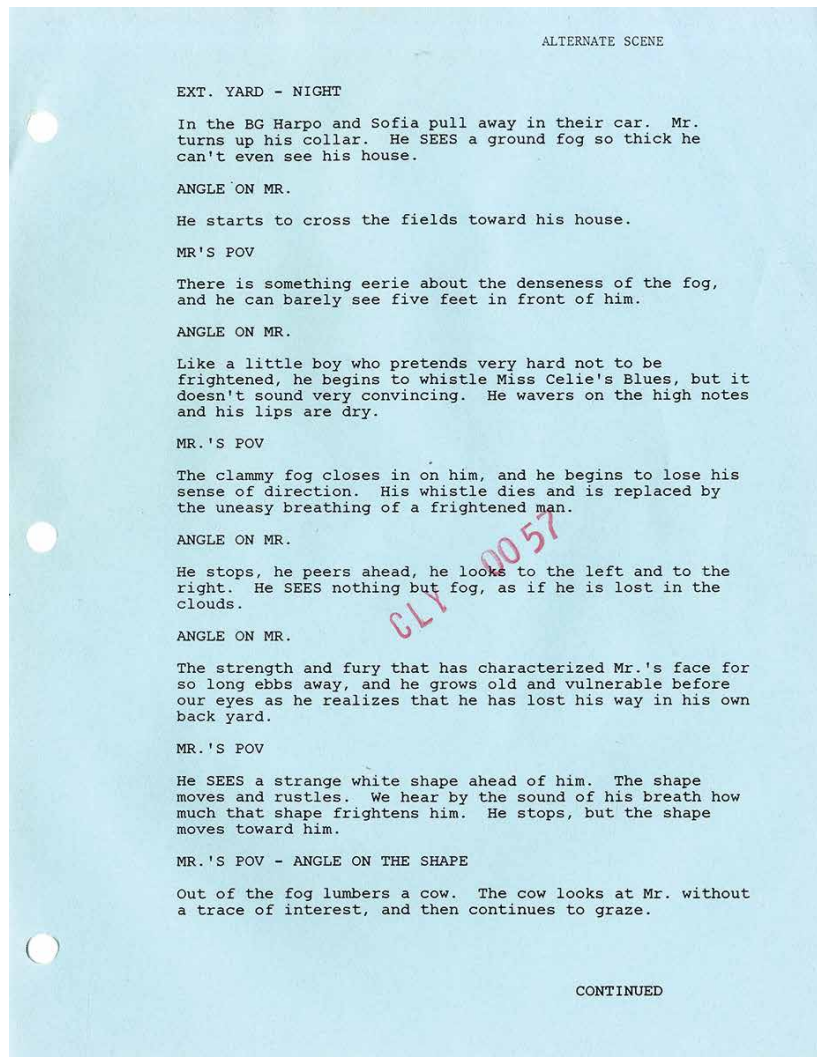 ALTERNATE SCENE
EXT. YARD - NIGHT
In the BG Harpo and Sofia pull away in their car. Mr.
turns up his collar. He SEES a ground fog so thick he
can't even see his house.
ANGLE ON MR.
He starts to cross the fields toward his house.
MR'S POV
There is something eerie about the denseness of the fog,
and he can barely see five feet in front of him.
ANGLE ON MR.
Like a little boy who pretends very hard not to be
frightened, he begins to whistle Miss Celie's Blues, but it
doesn't sound very convincing. He wavers on the high notes
and his lips are dry.
MR.'S POV
The clammy fog closes in on him, and he begins to lose his
sense of direction. His whistle dies and is replaced by
the uneasy breathing of a frightened man.
ANGLE ON MR.
He stops, he peers ahead, he looks to the left and to the
right. He SEES nothing but fog, as if he is lost in the
clouds.
CLY 0057
ANGLE ON MR.
The strength and fury that has characterized Mr.'s face for
so long ebbs away, and he grows old and vulnerable before
our eyes as he realizes that he has lost his way in his own
back yard.
MR.'S POV
He SEES a strange white shape ahead of him. The shape
moves and rustles. We hear by the sound of his breath how
much that shape frightens him. He stops, but the shape
moves toward him.
MR.'S POV - ANGLE ON THE SHAPE
Out of the fog lumbers a cow. The cow looks at Mr. without
a trace of interest, and then continues to graze.
CONTINUED